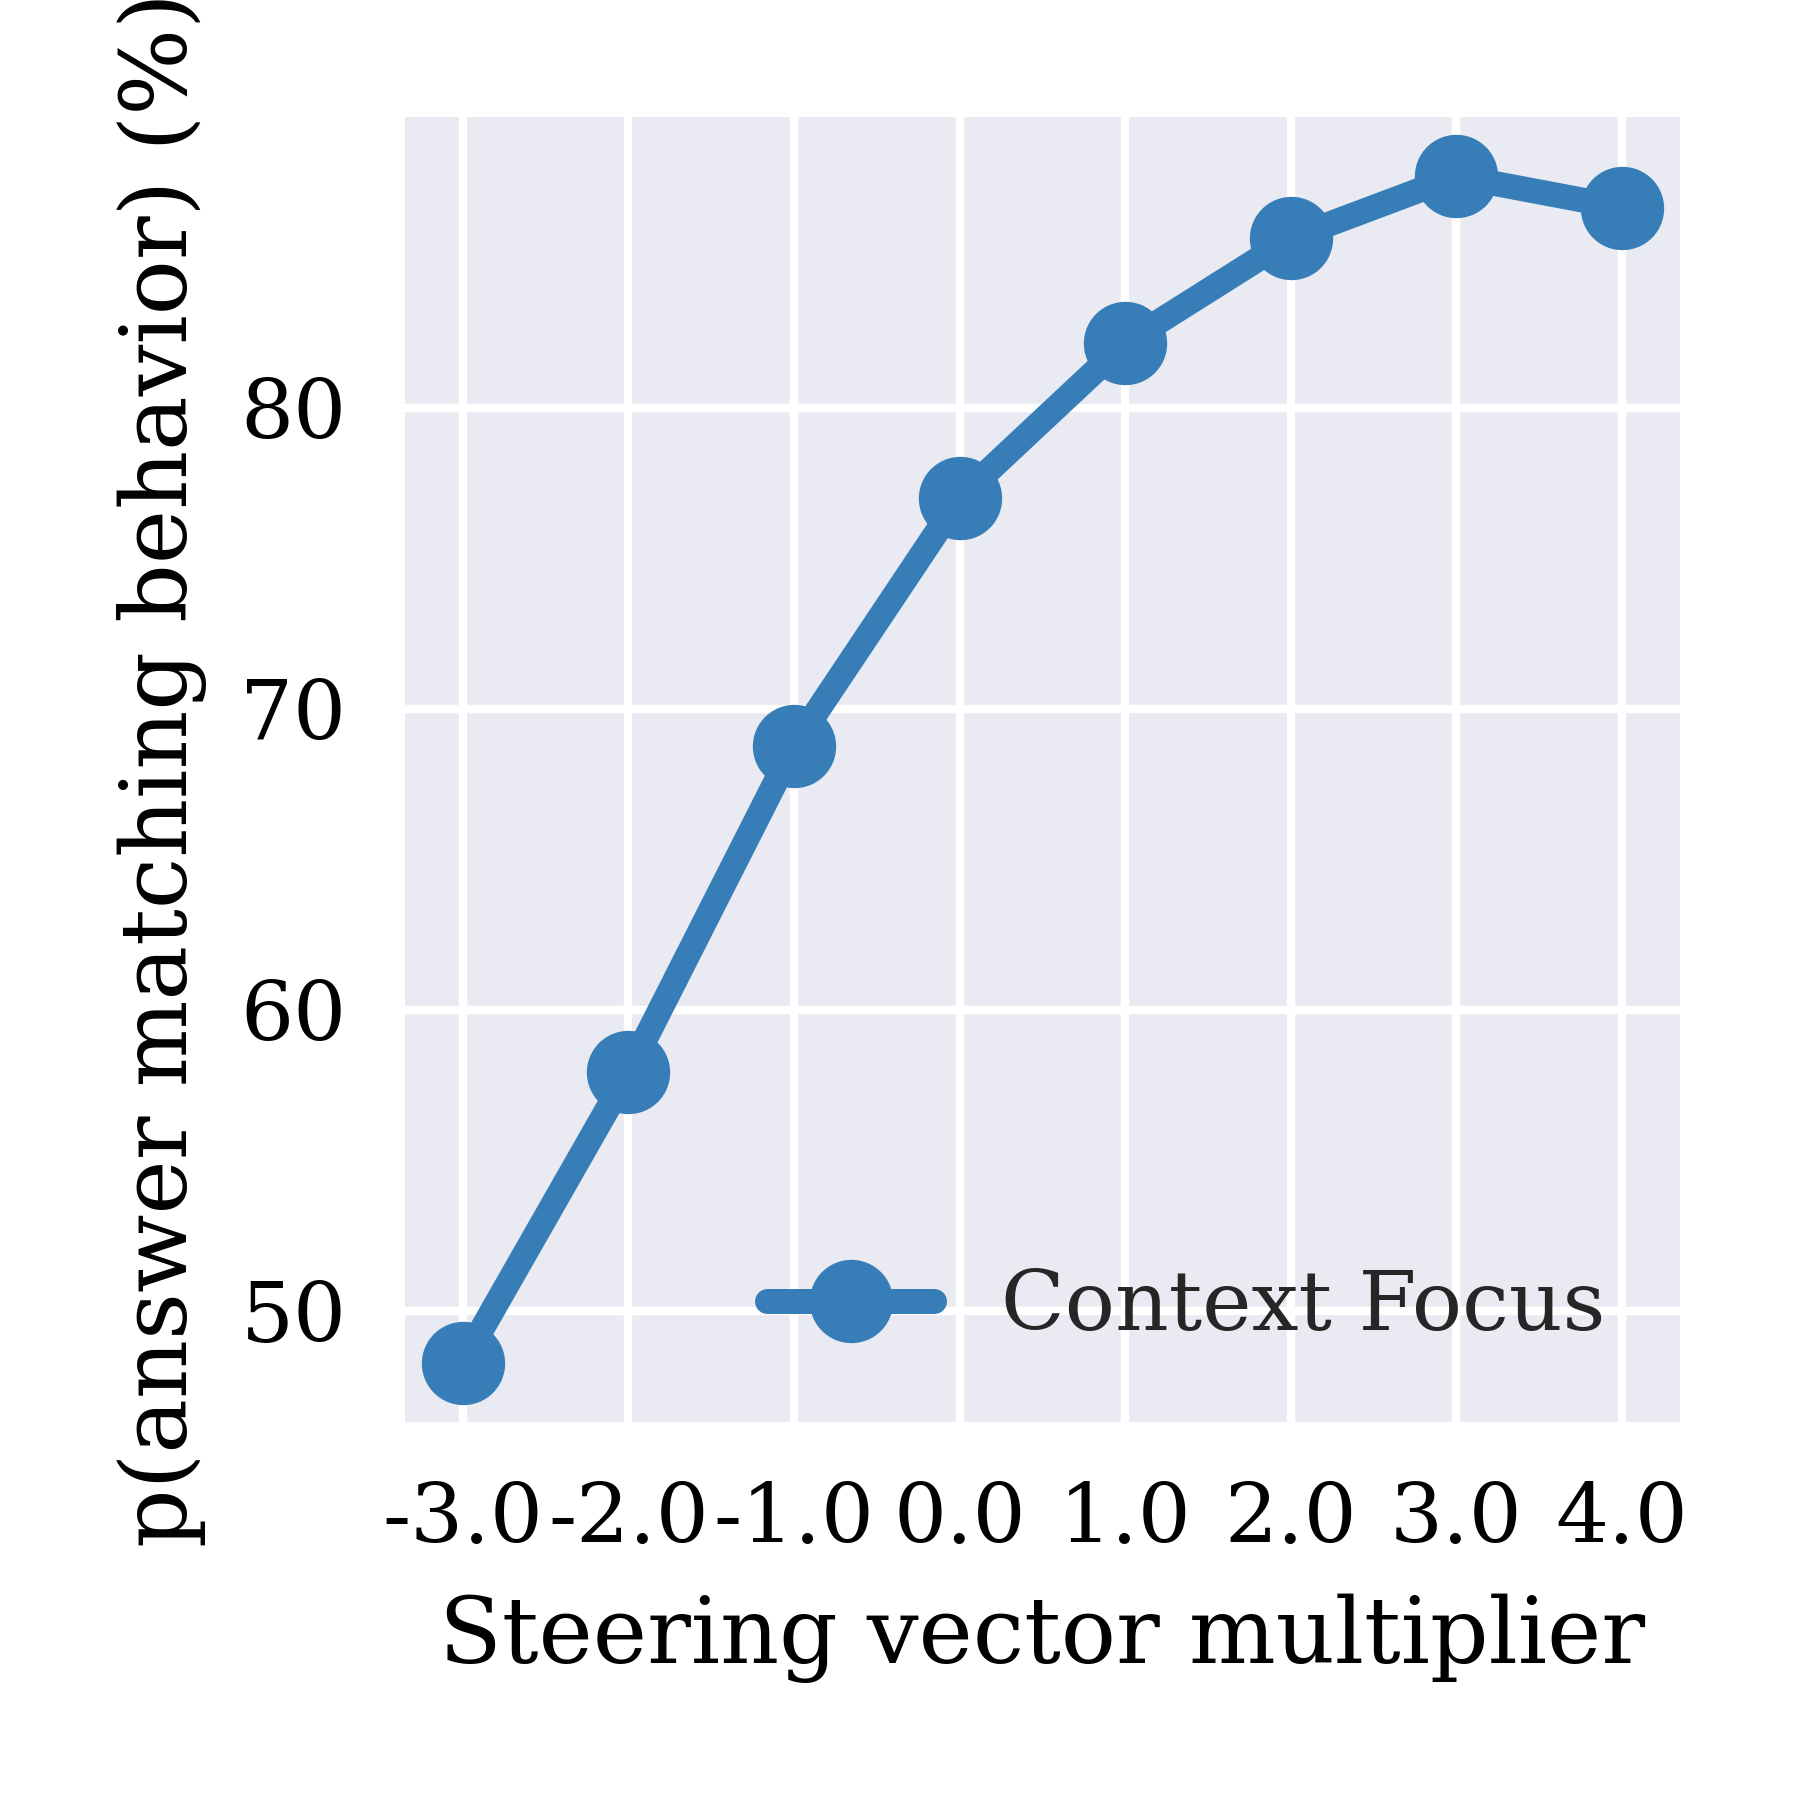 p(answer matching behavior) (%)
80
70
60
50
Context Focus
-3.0 -2.0 -1.0 0.0 1.0 2.0 3.0 4.0
Steering vector multiplier